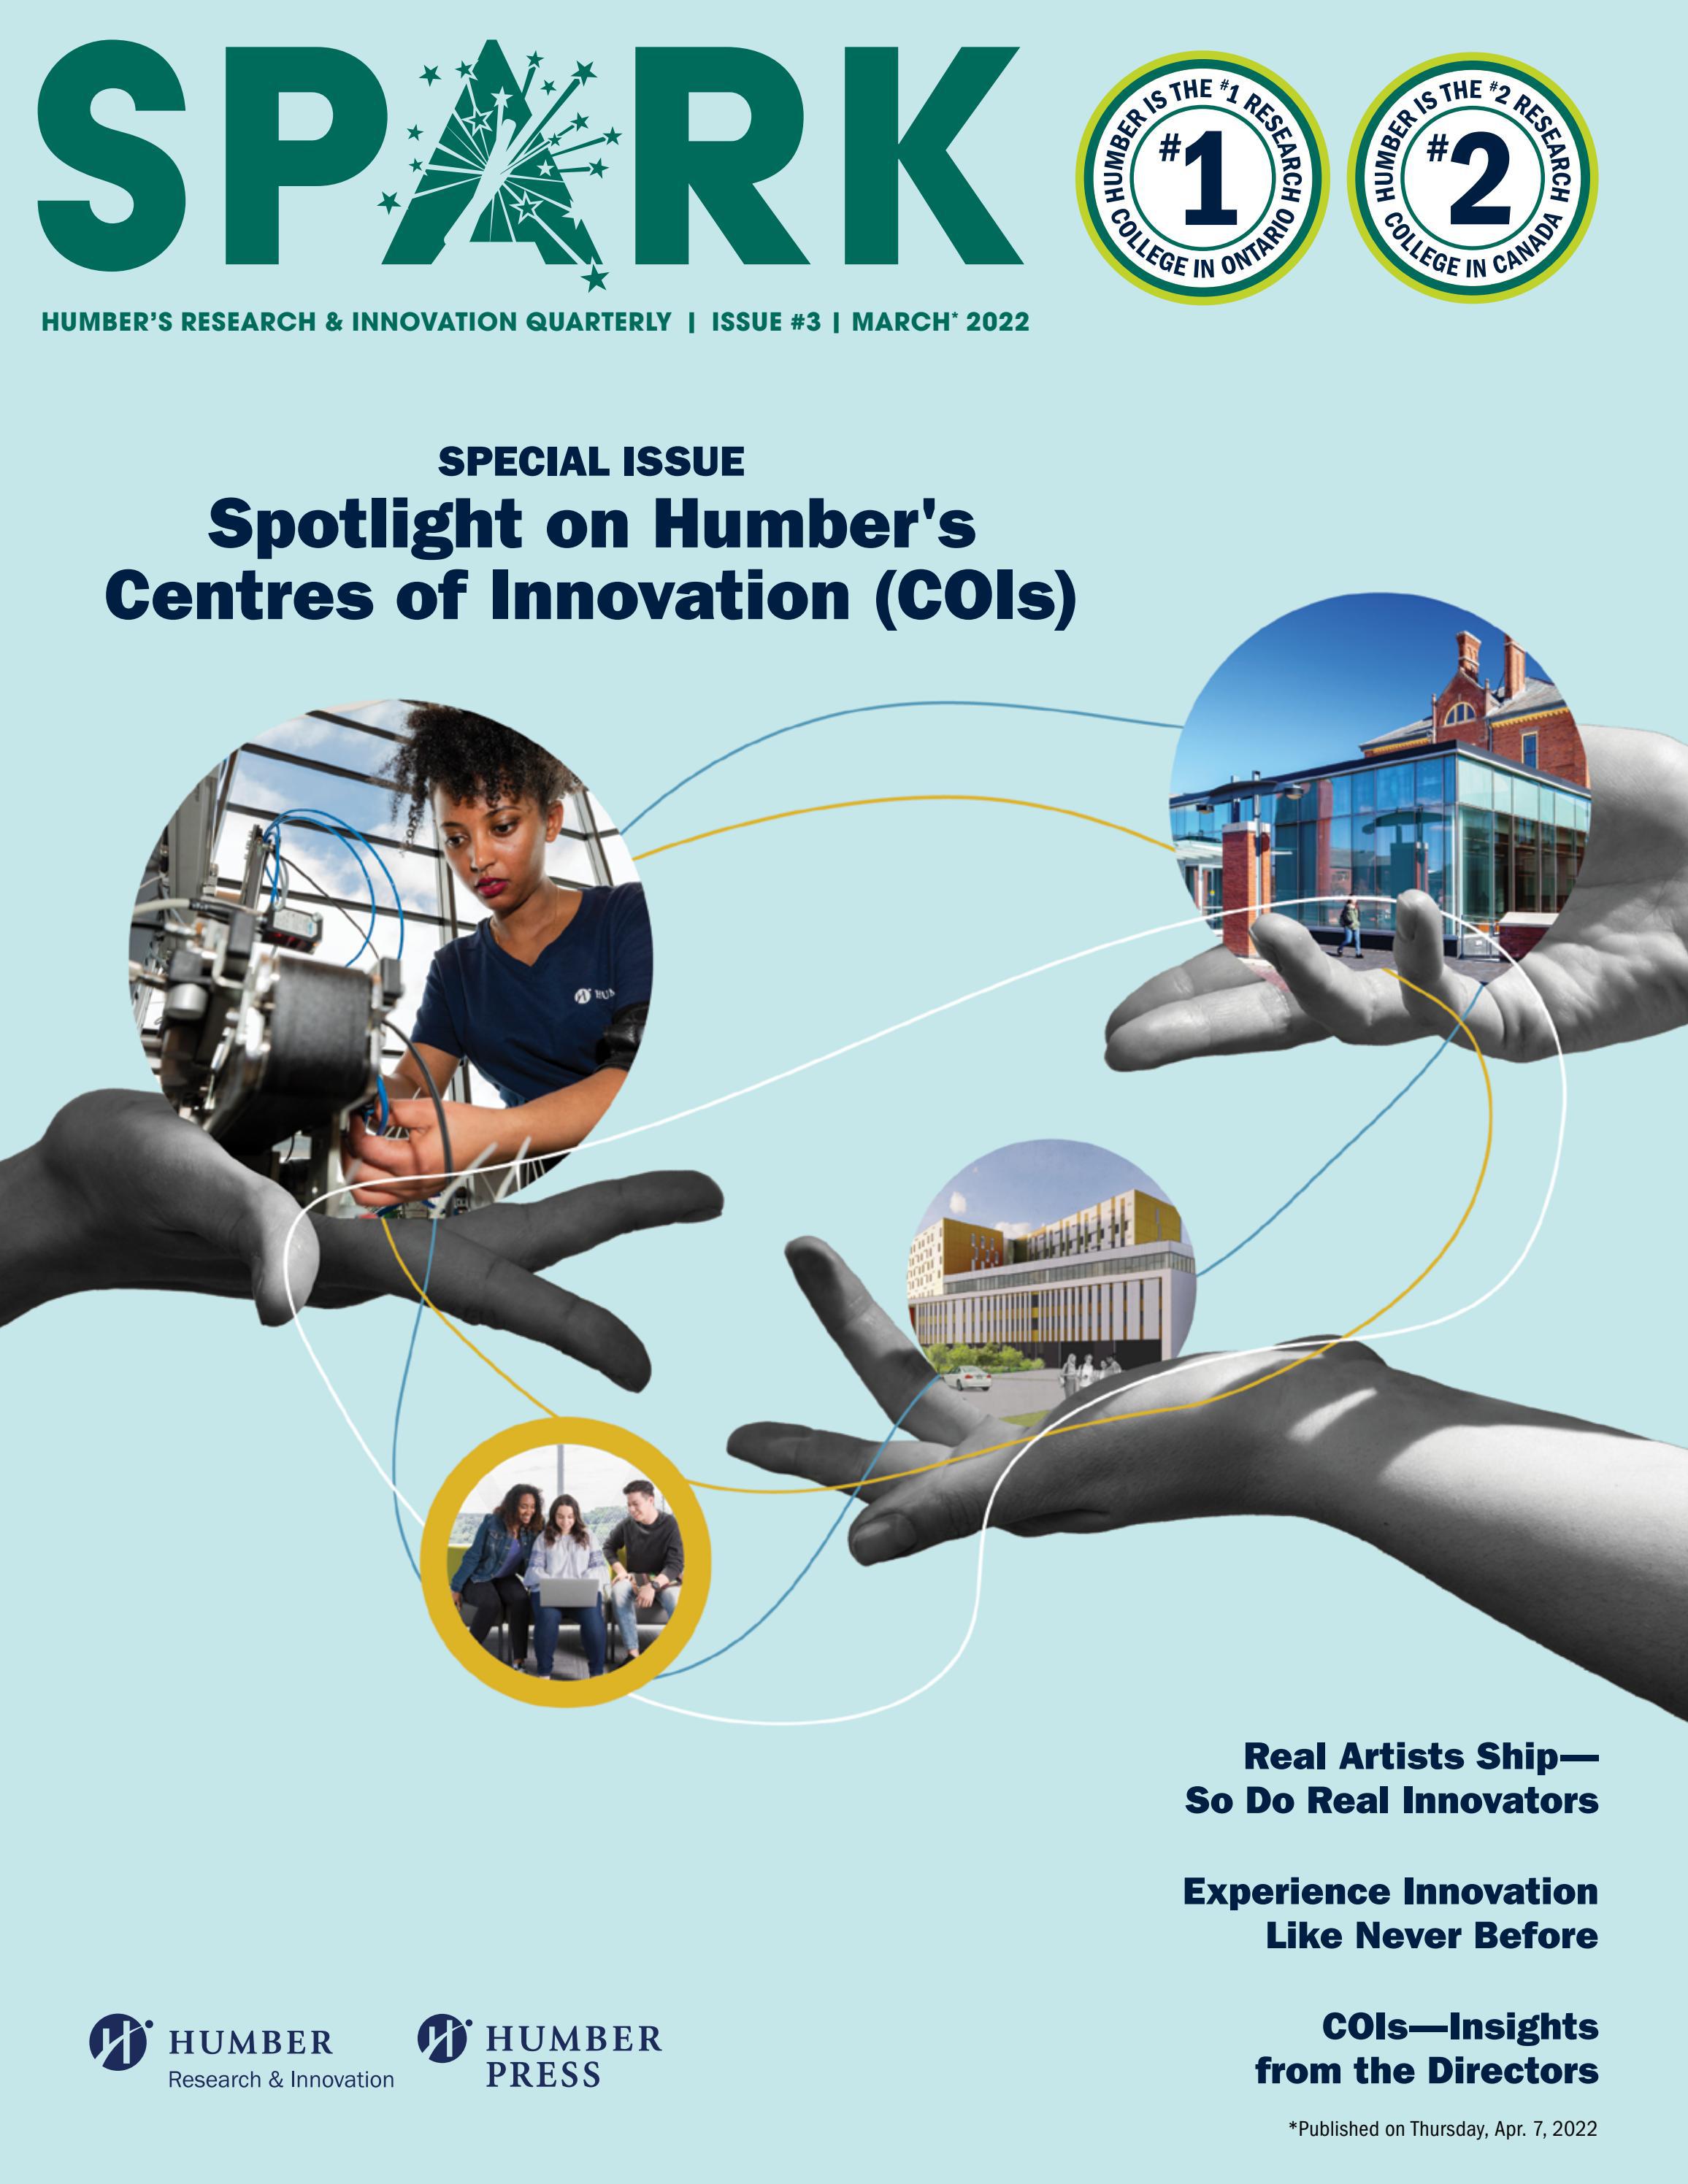 SPARK
HUMBER IS THE #1 RESEARCH
COLLEGE IN ONTARIO
#1
HUMBER IS THE #2 RESEARCH
COLLEGE IN CANADA
#2
HUMBER’S RESEARCH & INNOVATION QUARTERLY | ISSUE #3 | MARCH* 2022
SPECIAL ISSUE
Spotlight on Humber's
Centres of Innovation (COIs)
HUM
Real Artists Ship—
So Do Real Innovators
Experience Innovation
Like Never Before
COIs—Insights
from the Directors
HUMBER
Research & Innovation
HUMBER
PRESS
*Published on Thursday, Apr. 7, 2022